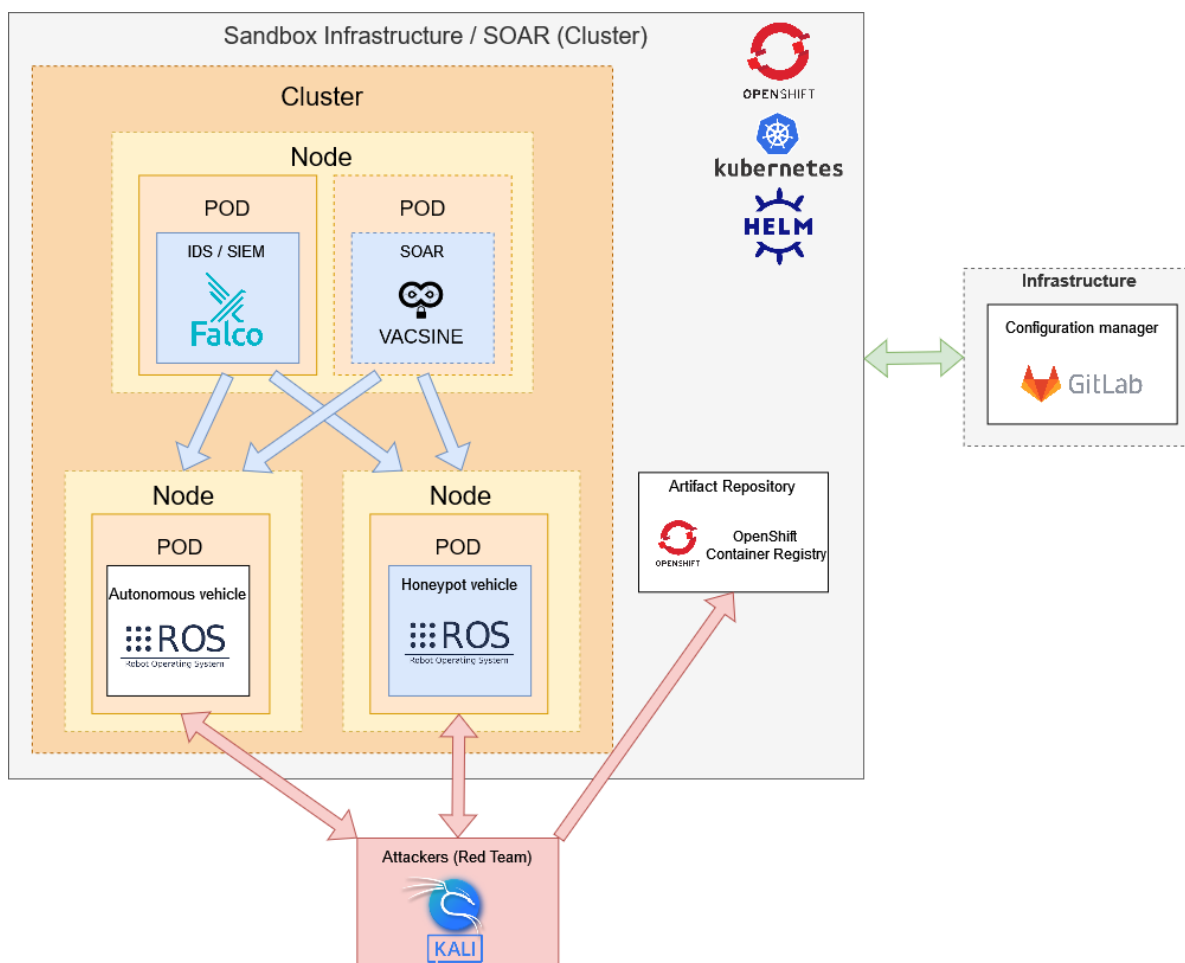 Sandbox Infrastructure / SOAR (Cluster)
OPENSHIFT
kubernetes
HELM
Cluster
Node
POD
IDS / SIEM
Falco
POD
SOAR
VACSINE
Infrastructure
Configuration manager
GitLab
Node
POD
Autonomous vehicle
ROS
Robot Operating System
Node
POD
Honeypot vehicle
ROS
Robot Operating System
Artifact Repository
OPENSHIFT
OpenShift
Container Registry
Attackers (Red Team)
KALI